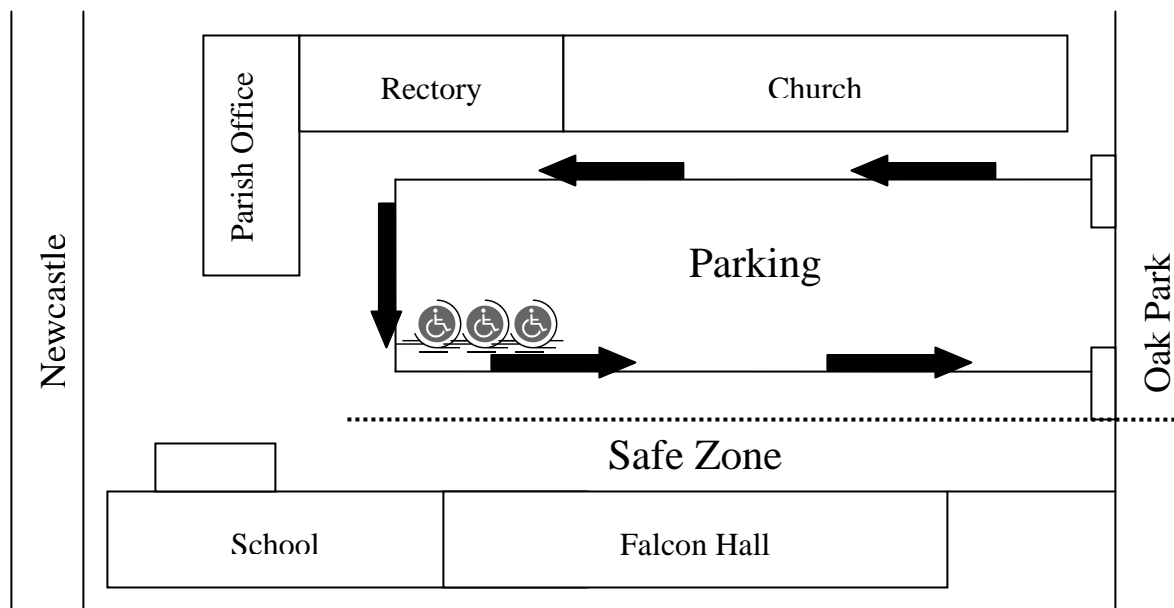 Rectory
Church
Parish Office
Newcastle
Parking
Oak Park
Safe Zone
School
Falcon Hall